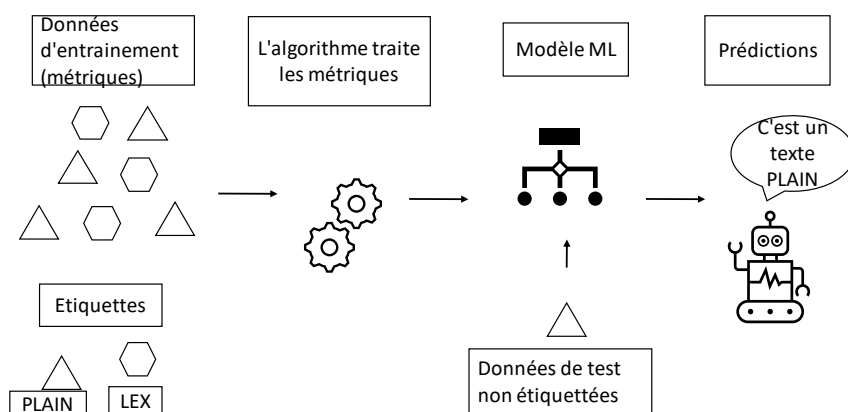 Données
d'entrainement
(métriques)
L'algorithme traite
les métriques
Modèle ML
Prédictions
C'est un
texte
PLAIN
Etiquettes
PLAIN
LEX
Données de test
non étiquettées